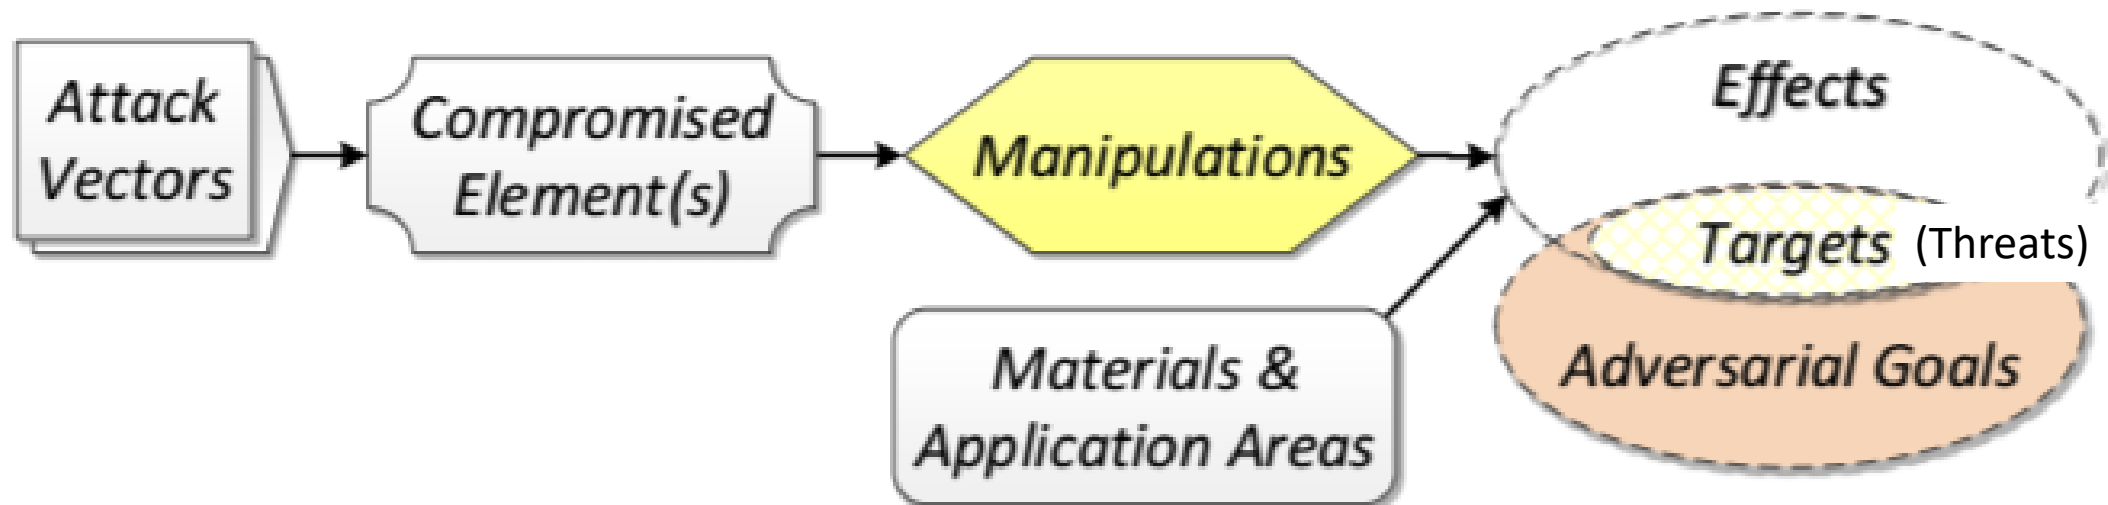 Attack
Vectors
Compromised
Element(s)
Manipulations
Materials &
Application Areas
Effects
Targets (Threats)
Adversarial Goals